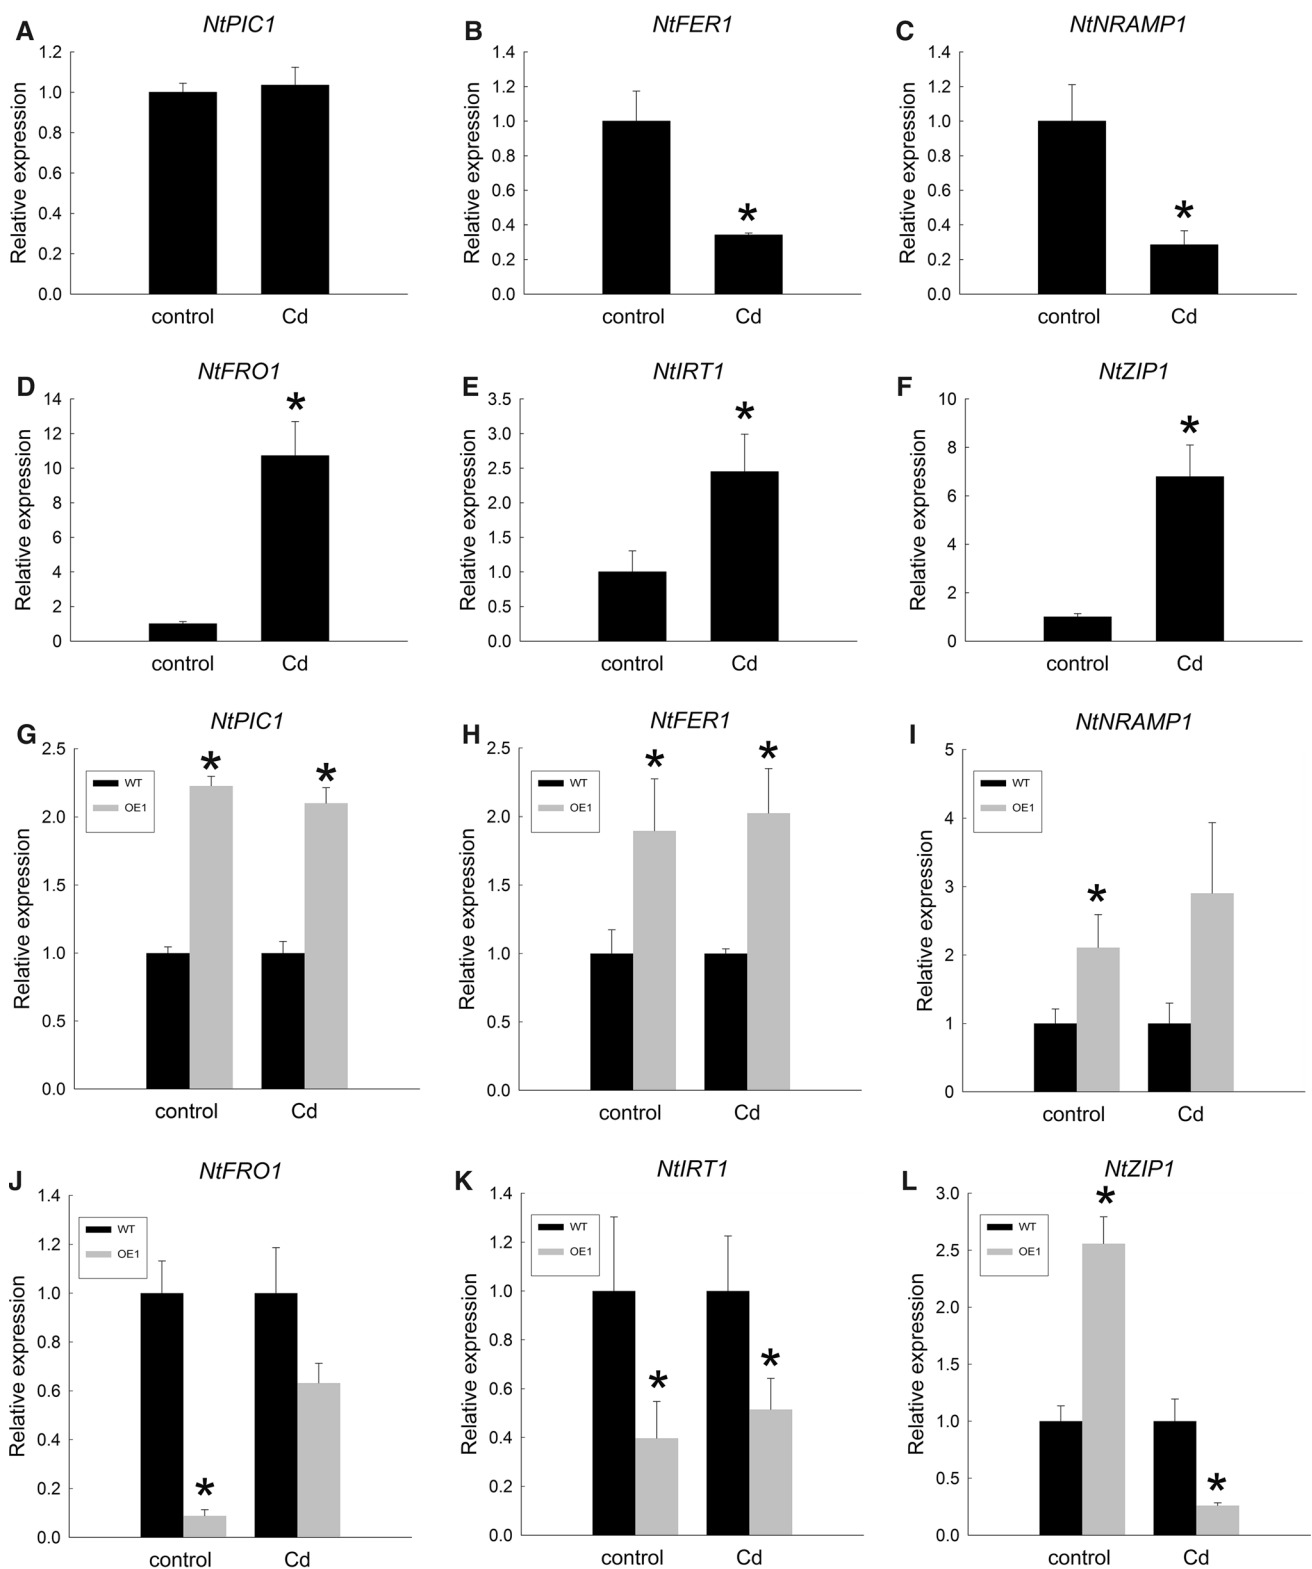 A NtPIC1
Relative expression
1.2
1.0
0.8
0.6
0.4
0.2
0.0
control Cd
B NtFER1
Relative expression
1.4
1.2
1.0
0.8
0.6
0.4
0.2
0.0
control Cd
C NtNRAMP1
Relative expression
1.4
1.2
1.0
0.8
0.6
0.4
0.2
0.0
control Cd
D NtFRO1
Relative expression
14
12
10
8
6
4
2
0
*
control Cd
E NtIRT1
Relative expression
3.5
3.0
2.5
2.0
1.5
1.0
0.5
0.0
*
control Cd
F NtZIP1
Relative expression
10
8
6
4
2
0
*
control Cd
G NtPIC1
Relative expression
2.5
2.0
1.5
1.0
0.5
0.0
WT
OE1
* *
control Cd
H NtFER1
Relative expression
2.5
2.0
1.5
1.0
0.5
0.0
WT
OE1
* *
control Cd
I NtNRAMP1
Relative expression
5
4
3
2
1
0
WT
OE1
*
control Cd
J NtFRO1
Relative expression
1.4
1.2
1.0
0.8
0.6
0.4
0.2
0.0
WT
OE1
*
control Cd
K NtIRT1
Relative expression
1.4
1.2
1.0
0.8
0.6
0.4
0.2
0.0
WT
OE1
* *
control Cd
L NtZIP1
Relative expression
3.0
2.5
2.0
1.5
1.0
0.5
0.0
WT
OE1
* *
control Cd